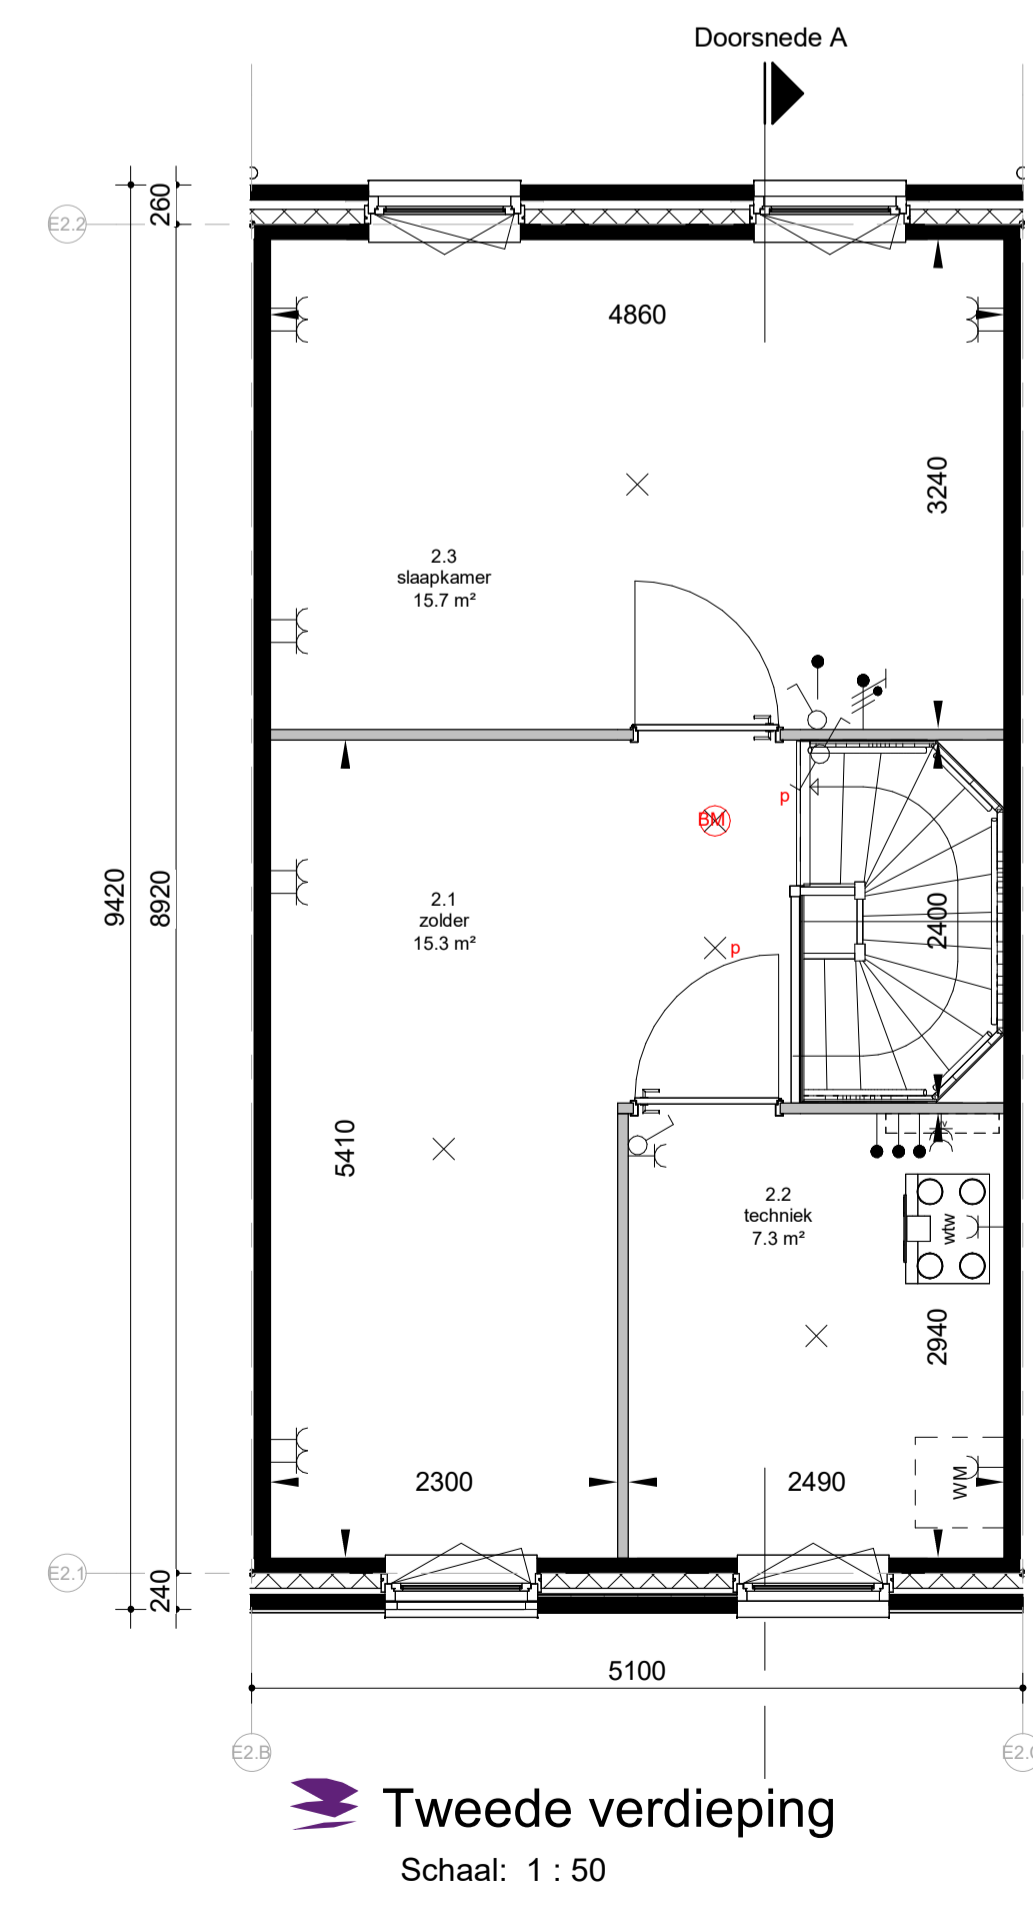 Doorsnede A
260
E2.2
4860
3240
2.3
slaapkamer
15.7 m²
p
BM
9420
8920
2.1
zolder
15.3 m²
2400
p
5410
2.2
techniek
7.3 m²
wtw
2940
2300
2490
WM
E2.1
240
5100
E2.B
Tweede verdieping
Schaal: 1 : 50